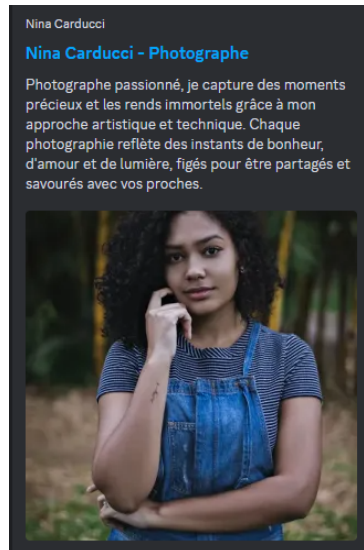 Nina Carducci
Nina Carducci - Photographe
Photographe passionné, je capture des moments
précieux et les rends immortels grâce à mon
approche artistique et technique. Chaque
photographie reflète des instants de bonheur,
d'amour et de lumière, figés pour être partagés et
savourés avec vos proches.